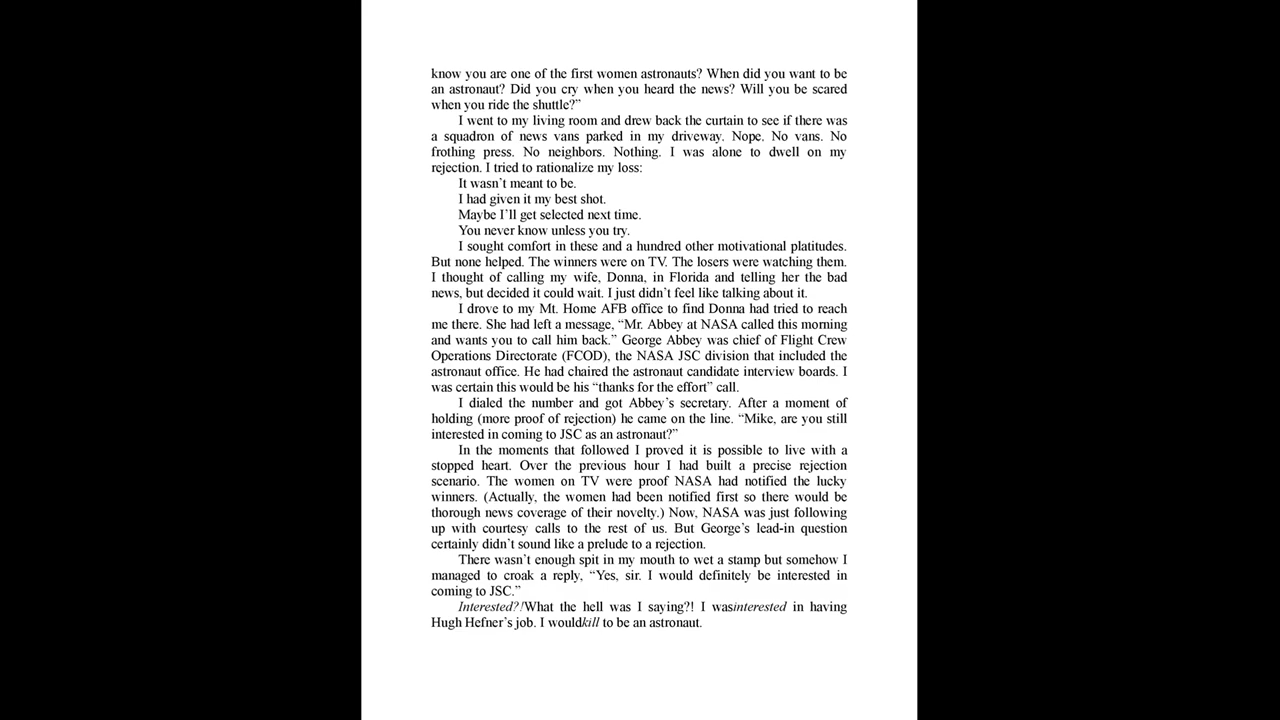 know you are one of the first women astronauts? When did you want to be
an astronaut? Did you cry when you heard the news? Will you be scared
when you ride the shuttle?”
I went to my living room and drew back the curtain to see if there was
a squadron of news vans parked in my driveway. Nope. No vans. No
frothing press. No neighbors. Nothing. I was alone to dwell on my
rejection. I tried to rationalize my loss:
It wasn’t meant to be.
I had given it my best shot.
Maybe I’ll get selected next time.
You never know unless you try.
I sought comfort in these and a hundred other motivational platitudes.
But none helped. The winners were on TV. The losers were watching them.
I thought of calling my wife, Donna, in Florida and telling her the bad
news, but decided it could wait. I just didn’t feel like talking about it.
I drove to my Mt. Home AFB office to find Donna had tried to reach
me there. She had left a message, “Mr. Abbey at NASA called this morning
and wants you to call him back.” George Abbey was chief of Flight Crew
Operations Directorate (FCOD), the NASA JSC division that included the
astronaut office. He had chaired the astronaut candidate interview boards. I
was certain this would be his “thanks for the effort” call.
I dialed the number and got Abbey’s secretary. After a moment of
holding (more proof of rejection) he came on the line. “Mike, are you still
interested in coming to JSC as an astronaut?”
In the moments that followed I proved it is possible to live with a
stopped heart. Over the previous hour I had built a precise rejection
scenario. The women on TV were proof NASA had notified the lucky
winners. (Actually, the women had been notified first so there would be
thorough news coverage of their novelty.) Now, NASA was just following
up with courtesy calls to the rest of us. But George’s lead-in question
certainly didn’t sound like a prelude to a rejection.
There wasn’t enough spit in my mouth to wet a stamp but somehow I
managed to croak a reply, “Yes, sir. I would definitely be interested in
coming to JSC.”
Interested?!What the hell was I saying?! I wasinterested in having
Hugh Hefner’s job. I wouldkill to be an astronaut.